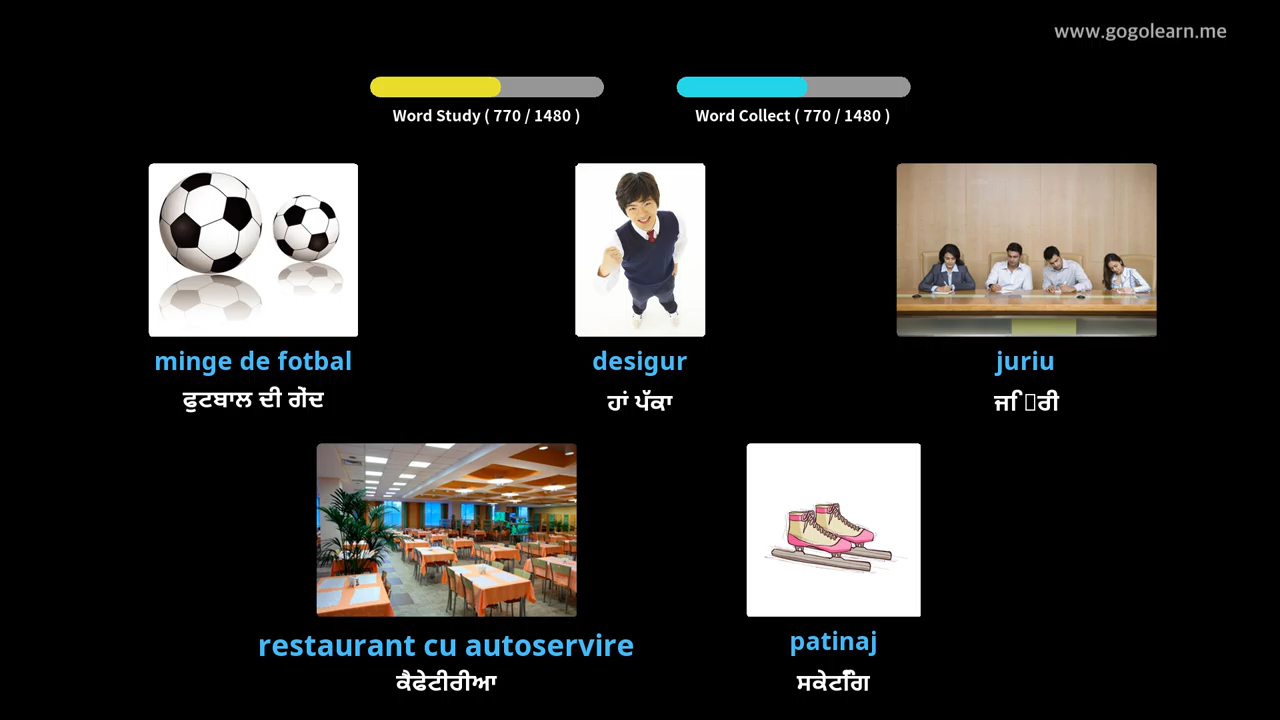 www.gogolearn.me
Word Study ( 770 / 1480 )
Word Collect ( 770 / 1480 )
minge de fotbal
ਫੁਟਬਾਲ ਦੀ ਗੇਂਦ
desigur
ਹਾਂ ਪੱਕਾ
juriu
restaurant cu autoservire
ਕੈਫੇਟੀਰੀਆ
patinaj
ਸਕੇਟਿੰਗ